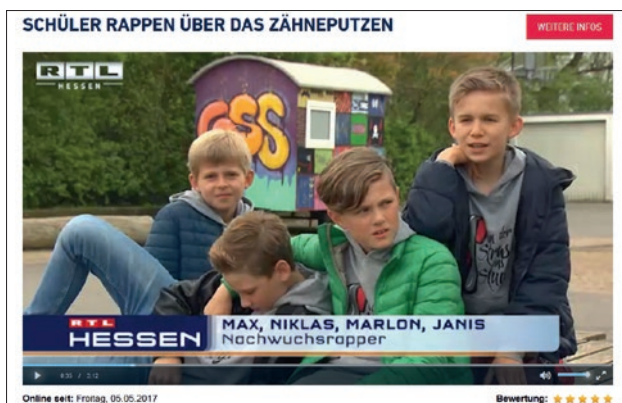 SCHÜLER RAPPEN ÜBER DAS ZÄHNEPUTZEN
WEITERE INFOS
RTL
HESSEN
GSS
RTL
HESSEN
MAX, NIKLAS, MARLON, JANIS
Nachwuchsrapper
Online seit: Freitag, 05.05.2017
Bewertung: